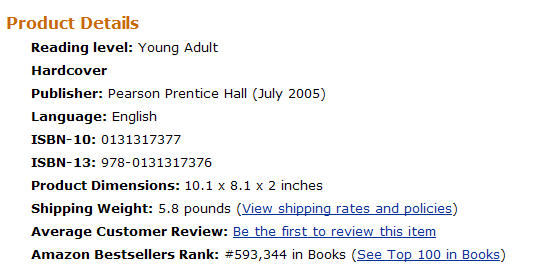 Product Details
Reading level: Young Adult
Hardcover
Publisher: Pearson Prentice Hall (July 2005)
Language: English
ISBN-10: 0131317377
ISBN-13: 978-0131317376
Product Dimensions: 10.1 x 8.1 x 2 inches
Shipping Weight: 5.8 pounds (View shipping rates and policies)
Average Customer Review: Be the first to review this item
Amazon Bestsellers Rank: #593,344 in Books (See Top 100 in Books)